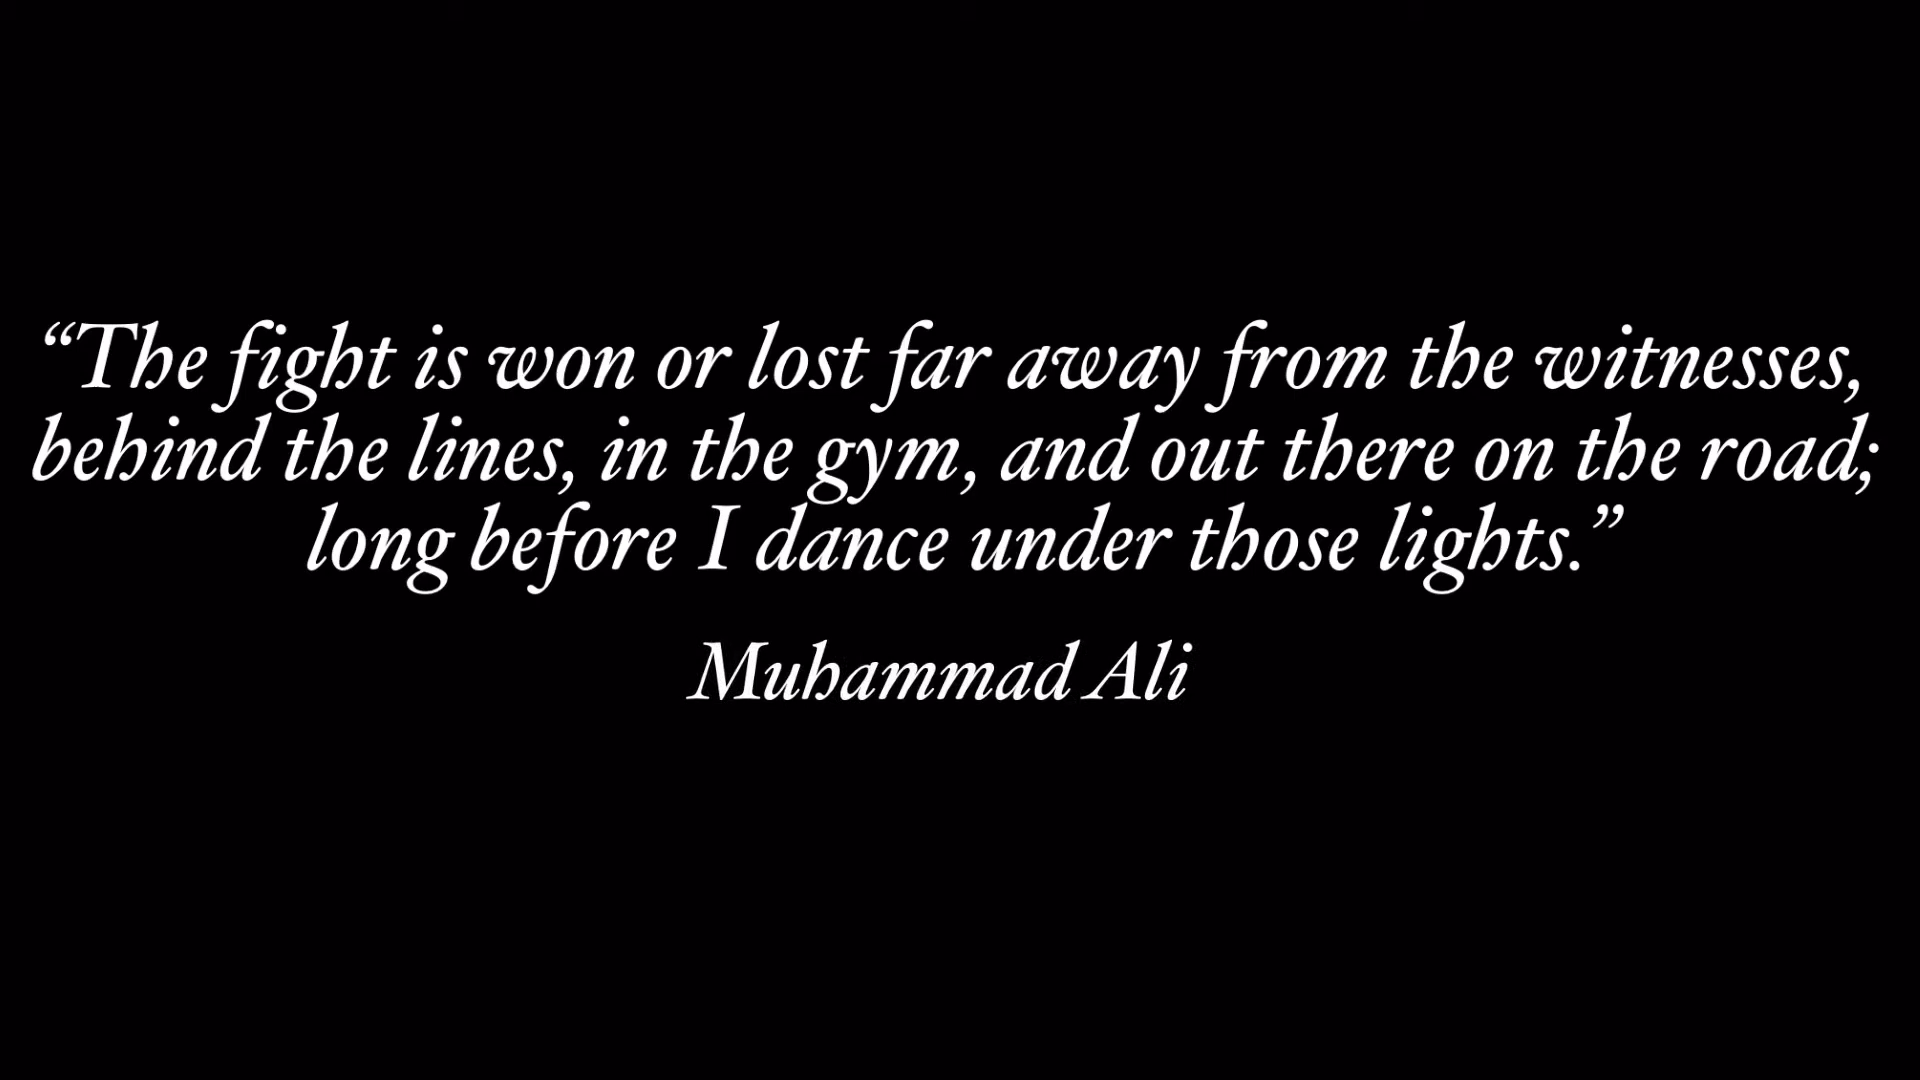 “The fight is won or lost far away from the witnesses,
behind the lines, in the gym, and out there on the road;
long before I dance under those lights.”
Muhammad Ali